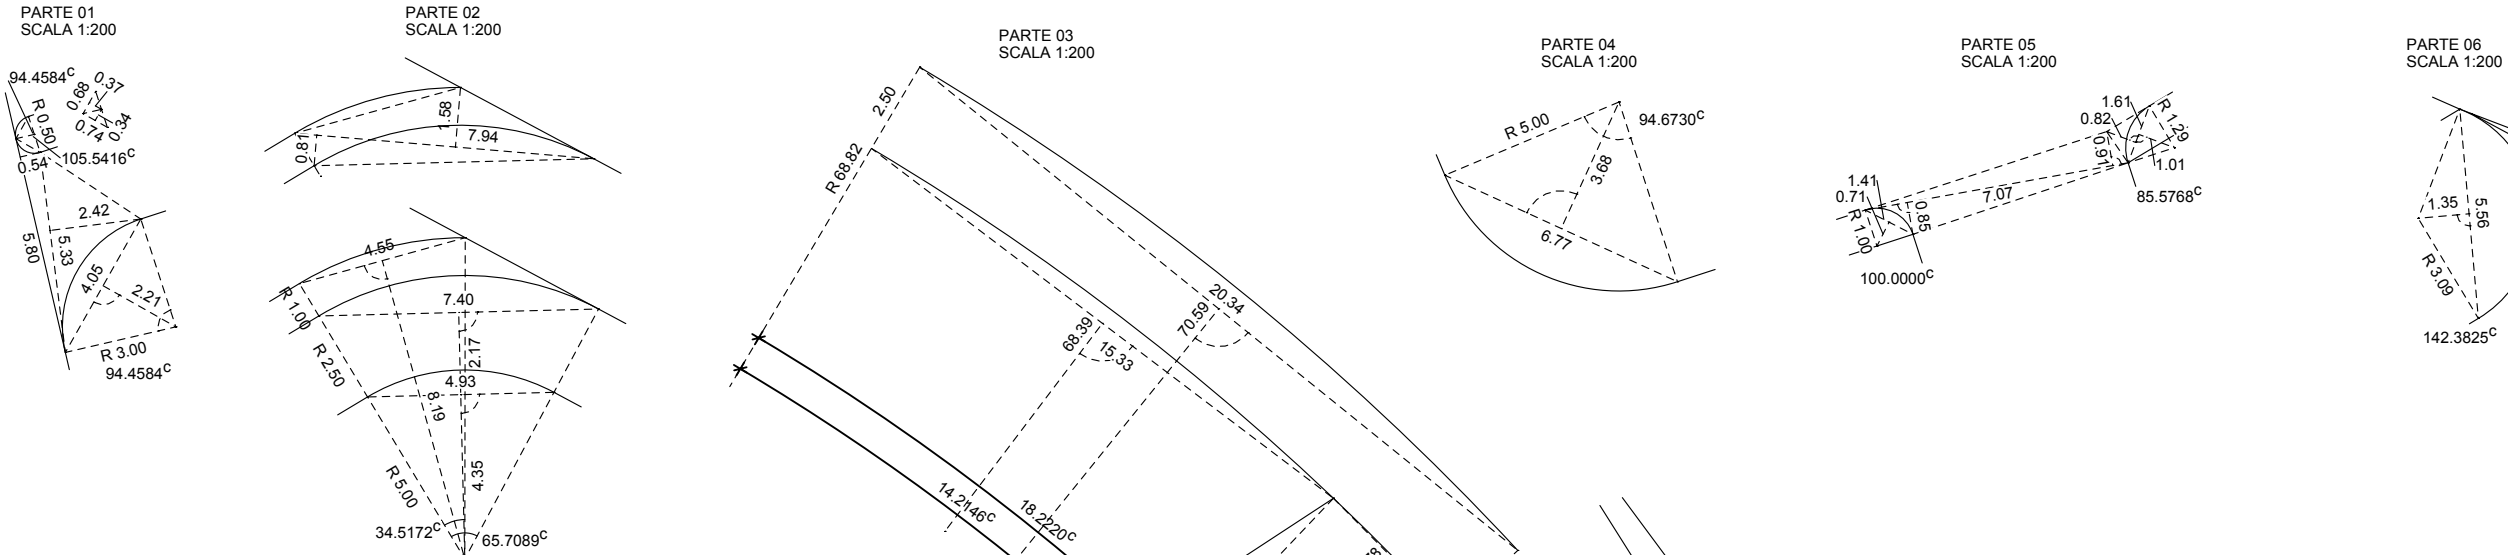 PARTE 01
SCALA 1:200
94.4584c
0.37
0.68
R 0.50
0.74
0.34
105.5416c
0.54
2.42
5.80
5.33
4.05
2.21
R 3.00
94.4584c
PARTE 02
SCALA 1:200
1.58
7.94
0.81
4.55
R 1.00
7.40
R 2.50
2.17
4.93
8.19
R 5.00
4.35
34.5172c
65.7089c
PARTE 03
SCALA 1:200
2.50
R 68.82
20.34
70.59
68.39
15.33
14.2146c
18.2220c
PARTE 04
SCALA 1:200
R 5.00
94.6730c
3.68
6.77
PARTE 05
SCALA 1:200
1.61
0.82
R 1.29
0.97
1.01
1.41
0.71
7.07
85.5768c
R 1.00
0.85
100.0000c
PARTE 06
SCALA 1:200
1.35
5.56
R 3.09
142.3825c